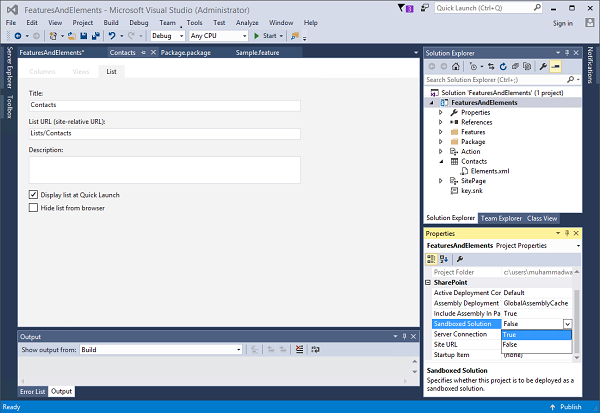 FeaturesAndElements - Microsoft Visual Studio (Administrator)
3
Quick Launch (Ctrl+Q)
FILE EDIT VIEW PROJECT BUILD DEBUG TEAM TOOLS TEST ANALYZE WINDOW HELP
Sign in
Debug Any CPU Start
Server Explorer
Toolbox
FeaturesAndElements* Contacts Package.package Sample.feature
Columns Views List
Title:
Contacts
List URL (site-relative URL):
Lists/Contacts
Description:
Display list at Quick Launch
Hide list from browser
Output
Show output from: Build
Error List Output
Solution Explorer
Search Solution Explorer (Ctrl+;)
Solution 'FeaturesAndElements' (1 project)
FeaturesAndElements
Properties
References
Features
Package
Action
Contacts
Elements.xml
SitePage
key.snk
Solution Explorer Team Explorer Class View
Properties
FeaturesAndElements Project Properties
Project Folder c:\users\muhammadwa
SharePoint
Active Deployment Cor Default
Assembly Deployment GlobalAssemblyCache
Include Assembly In Pa True
Sandboxed Solution False
Server Connection True
Site URL False
Startup Item (none)
Sandboxed Solution
Specifies whether this project is to be deployed as a
sandboxed solution.
Notifications
Ready
Publish